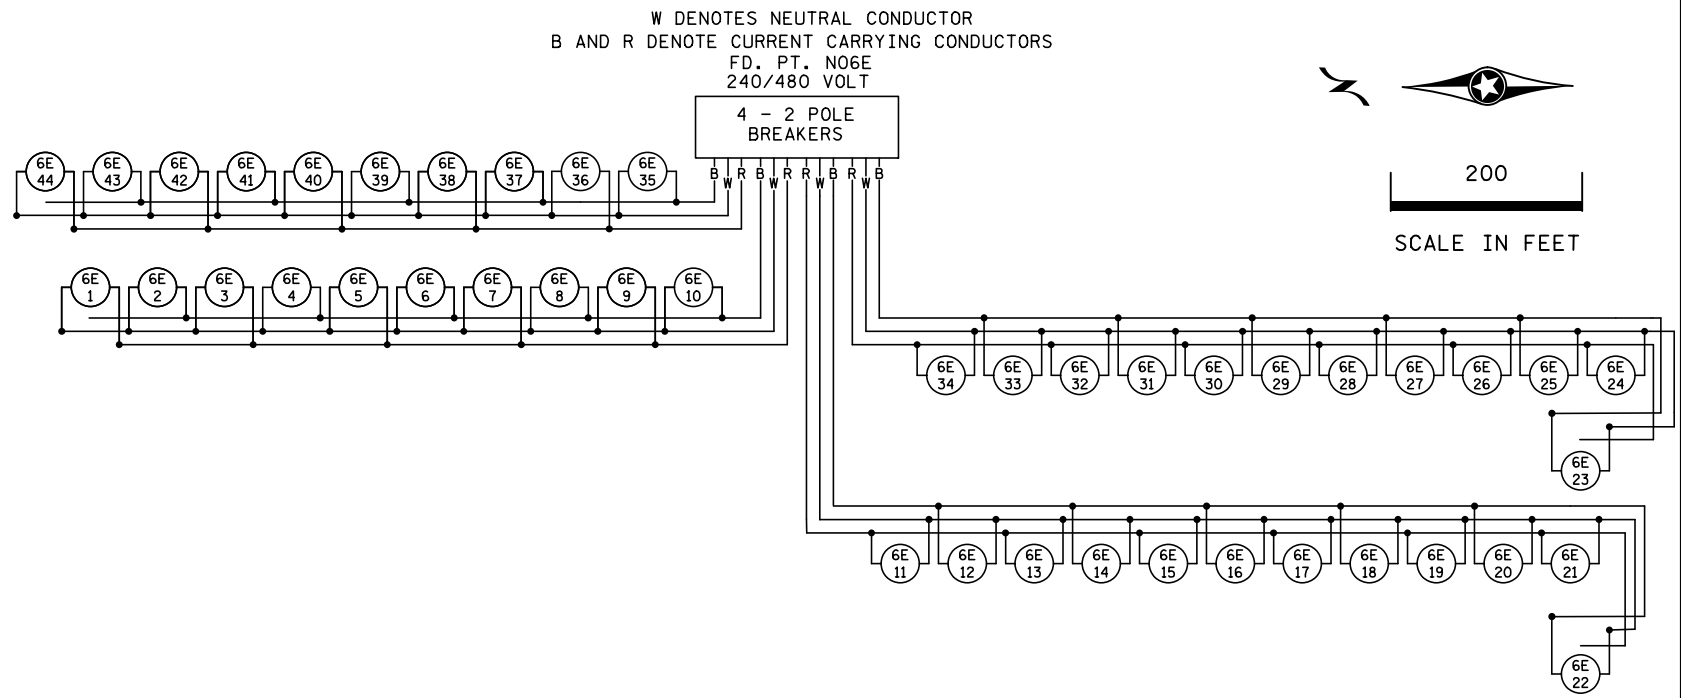 W DENOTES NEUTRAL CONDUCTOR
B AND R DENOTE CURRENT CARRYING CONDUCTORS
FD. PT. NO6E
240/480 VOLT
4 - 2 POLE
BREAKERS
B W R B W R R W B R W B
N
200
SCALE IN FEET
6E 44
6E 43
6E 42
6E 41
6E 40
6E 39
6E 38
6E 37
6E 36
6E 35
6E 1
6E 2
6E 3
6E 4
6E 5
6E 6
6E 7
6E 8
6E 9
6E 10
6E 34
6E 33
6E 32
6E 31
6E 30
6E 29
6E 28
6E 27
6E 26
6E 25
6E 24
6E 23
6E 11
6E 12
6E 13
6E 14
6E 15
6E 16
6E 17
6E 18
6E 19
6E 20
6E 21
6E 22